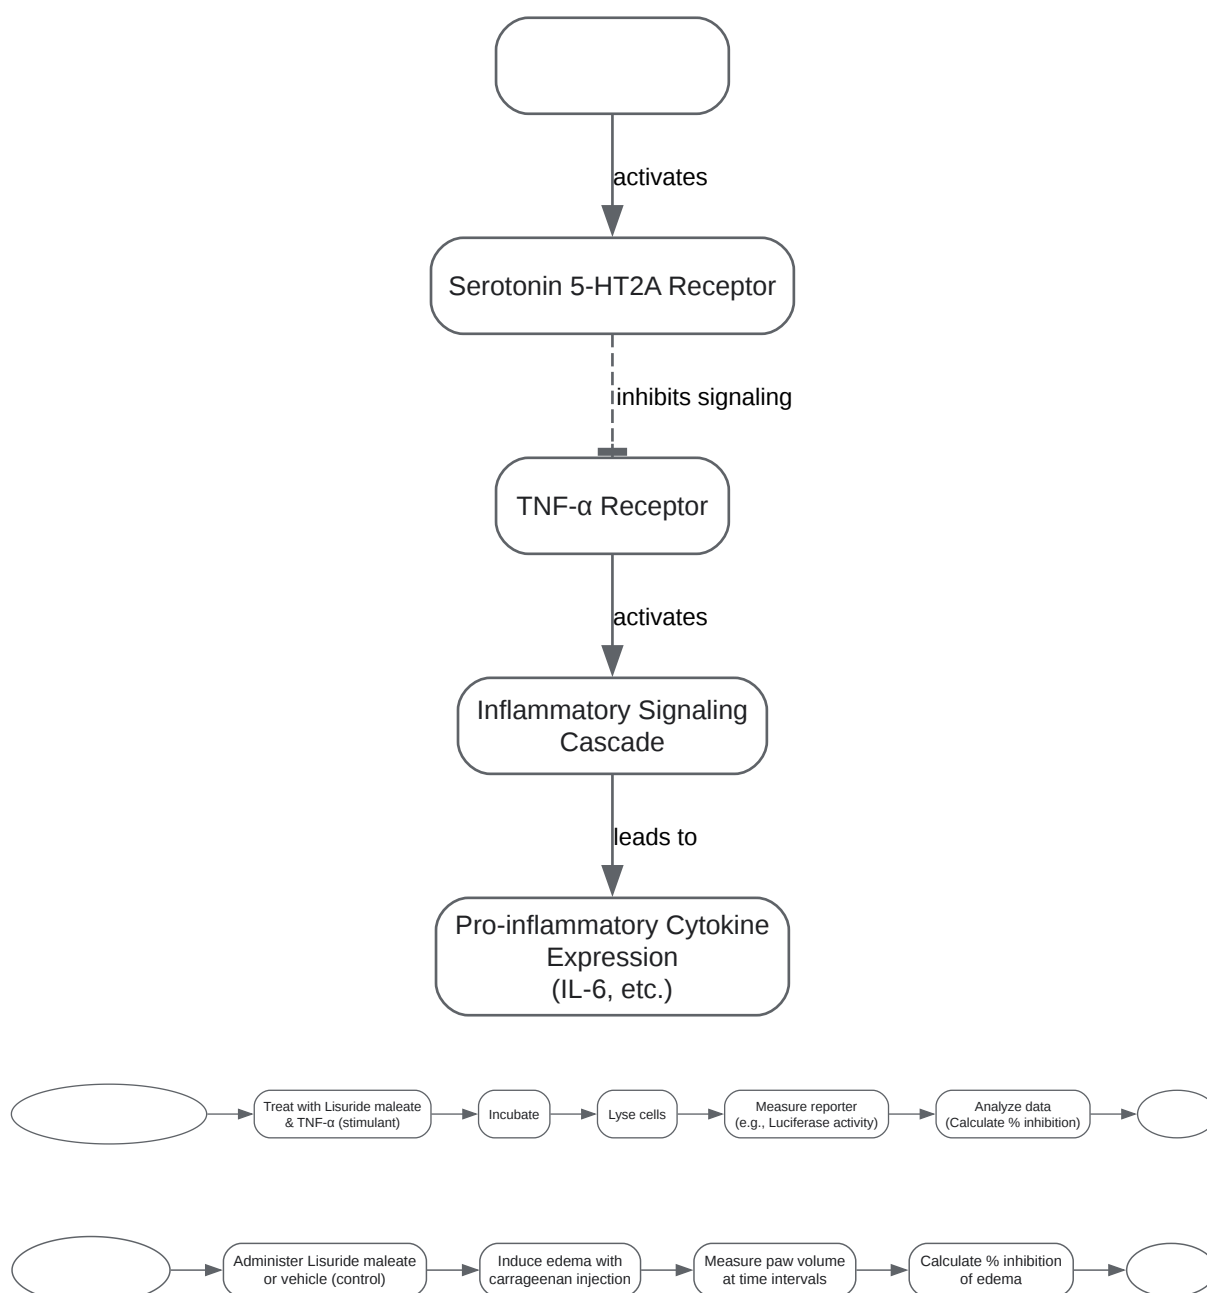 activates
Serotonin 5-HT2A Receptor
inhibits signaling
TNF-α Receptor
activates
Inflammatory Signaling
Cascade
leads to
Pro-inflammatory Cytokine
Expression
(IL-6, etc.)
Treat with Lisuride maleate
& TNF-α (stimulant)
Incubate
Lyse cells
Measure reporter
(e.g., Luciferase activity)
Analyze data
(Calculate % inhibition)
Administer Lisuride maleate
or vehicle (control)
Induce edema with
carrageenan injection
Measure paw volume
at time intervals
Calculate % inhibition
of edema